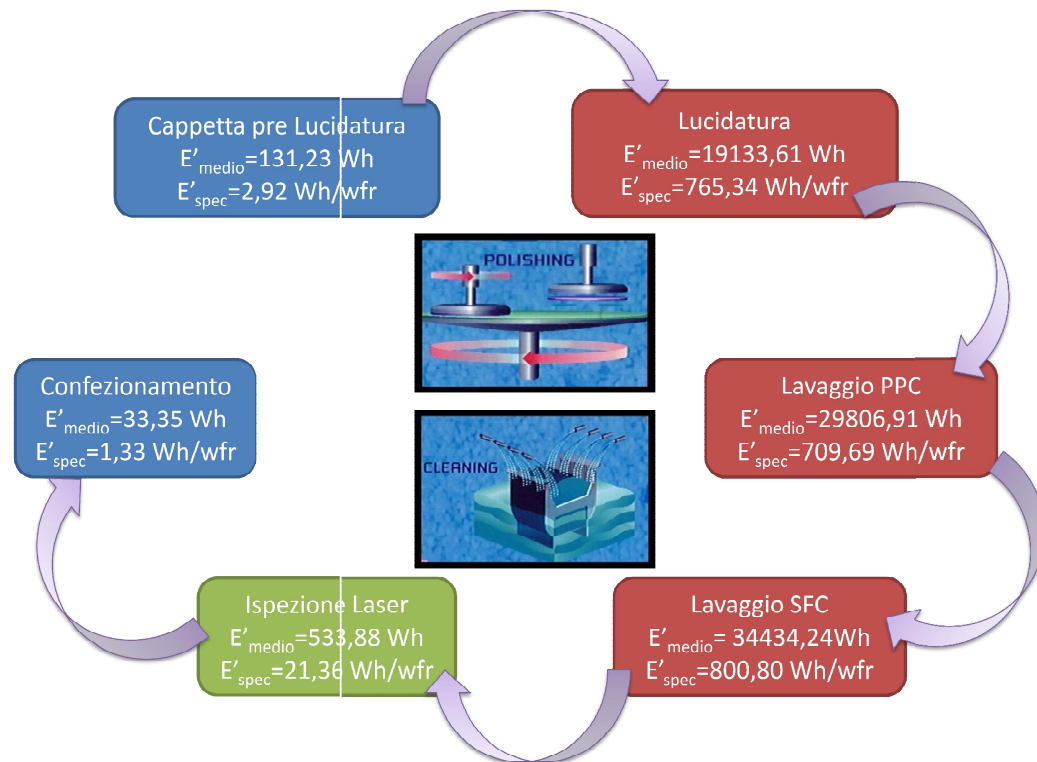 Cappetta pre Lucidatura
E'medio=131,23 Wh
E'spec=2,92 Wh/wfr
Lucidatura
E'medio=19133,61 Wh
E'spec=765,34 Wh/wfr
POLISHING
Lavaggio PPC
E'medio=29806,91 Wh
E'spec=709,69 Wh/wfr
Confezionamento
E'medio=33,35 Wh
E'spec=1,33 Wh/wfr
CLEANING
Lavaggio SFC
E'medio= 34434,24Wh
E'spec=800,80 Wh/wfr
Ispezione Laser
E'medio=533,88 Wh
E'spec=21,36 Wh/wfr